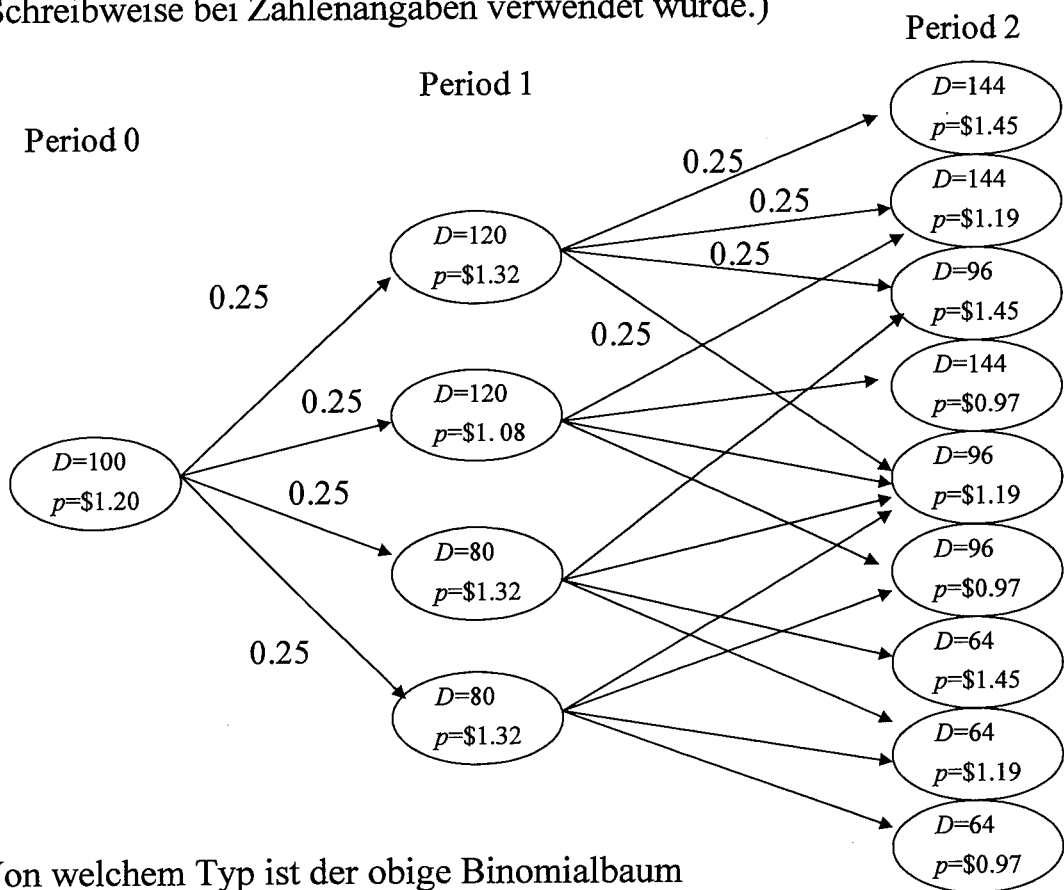 Schreibweise bei Zahlenangaben verwendet wurde.)
Period 2
Period 1
Period 0
D=100
p=$1.20
0.25
0.25
0.25
0.25
D=120
p=$1.32
D=120
p=$1.08
D=80
p=$1.32
D=80
p=$1.32
0.25
0.25
0.25
0.25
D=144
p=$1.45
D=144
p=$1.19
D=96
p=$1.45
D=144
p=$0.97
D=96
p=$1.19
D=96
p=$0.97
D=64
p=$1.45
D=64
p=$1.19
D=64
p=$0.97
Von welchem Typ ist der obige Binomialbaum